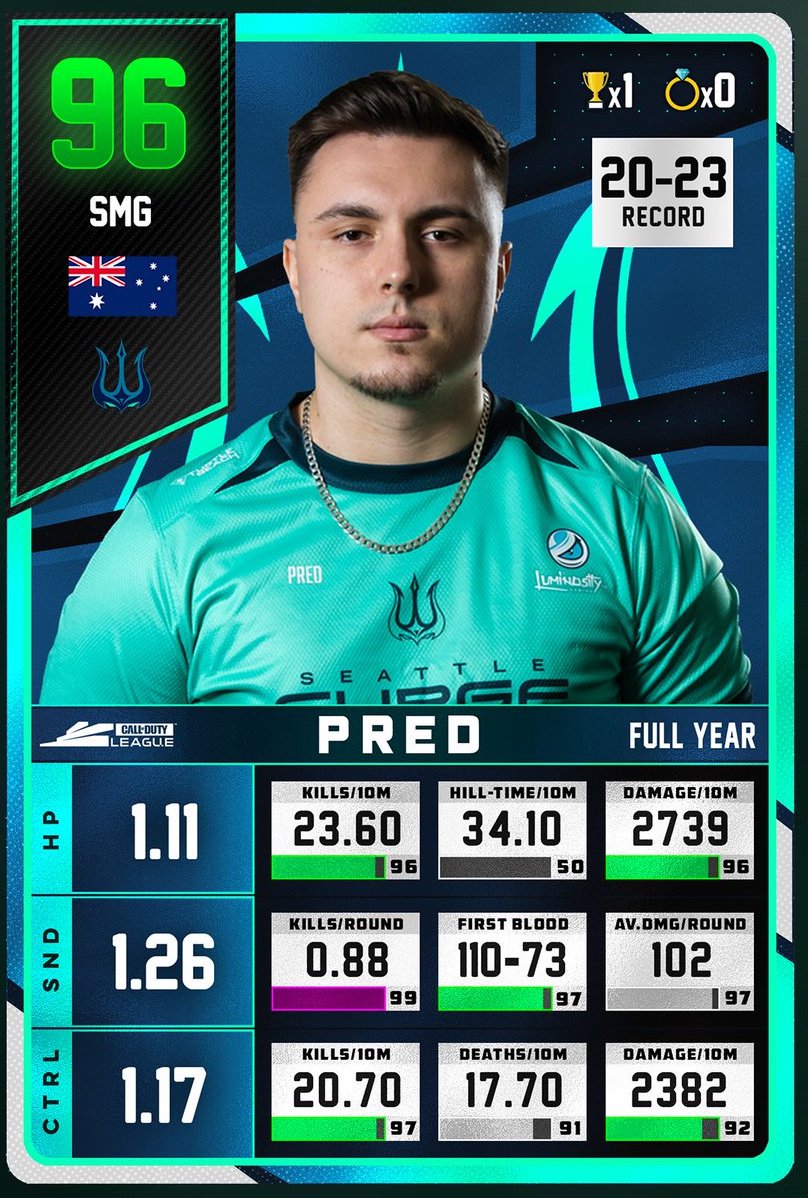 96
SMG
x1
x0
20-23
RECORD
PRED
LUMINOSITY
GAMING
SEATTLE
SURGE
CALL OF DUTY
LEAGUE
PRED
FULL YEAR
HP
1.11
KILLS/10M
23.60
96
HILL-TIME/10M
34.10
50
DAMAGE/10M
2739
96
SND
1.26
KILLS/ROUND
0.88
99
FIRST BLOOD
110-73
97
AV.DMG/ROUND
102
97
CTRL
1.17
KILLS/10M
20.70
97
DEATHS/10M
17.70
91
DAMAGE/10M
2382
92